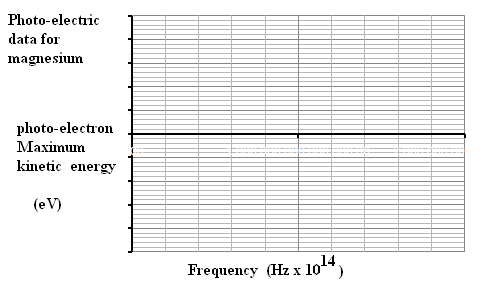 Photo-electric
data for
magnesium
photo-electron
Maximum
kinetic energy
(eV)
Frequency (Hz x 10^14 )